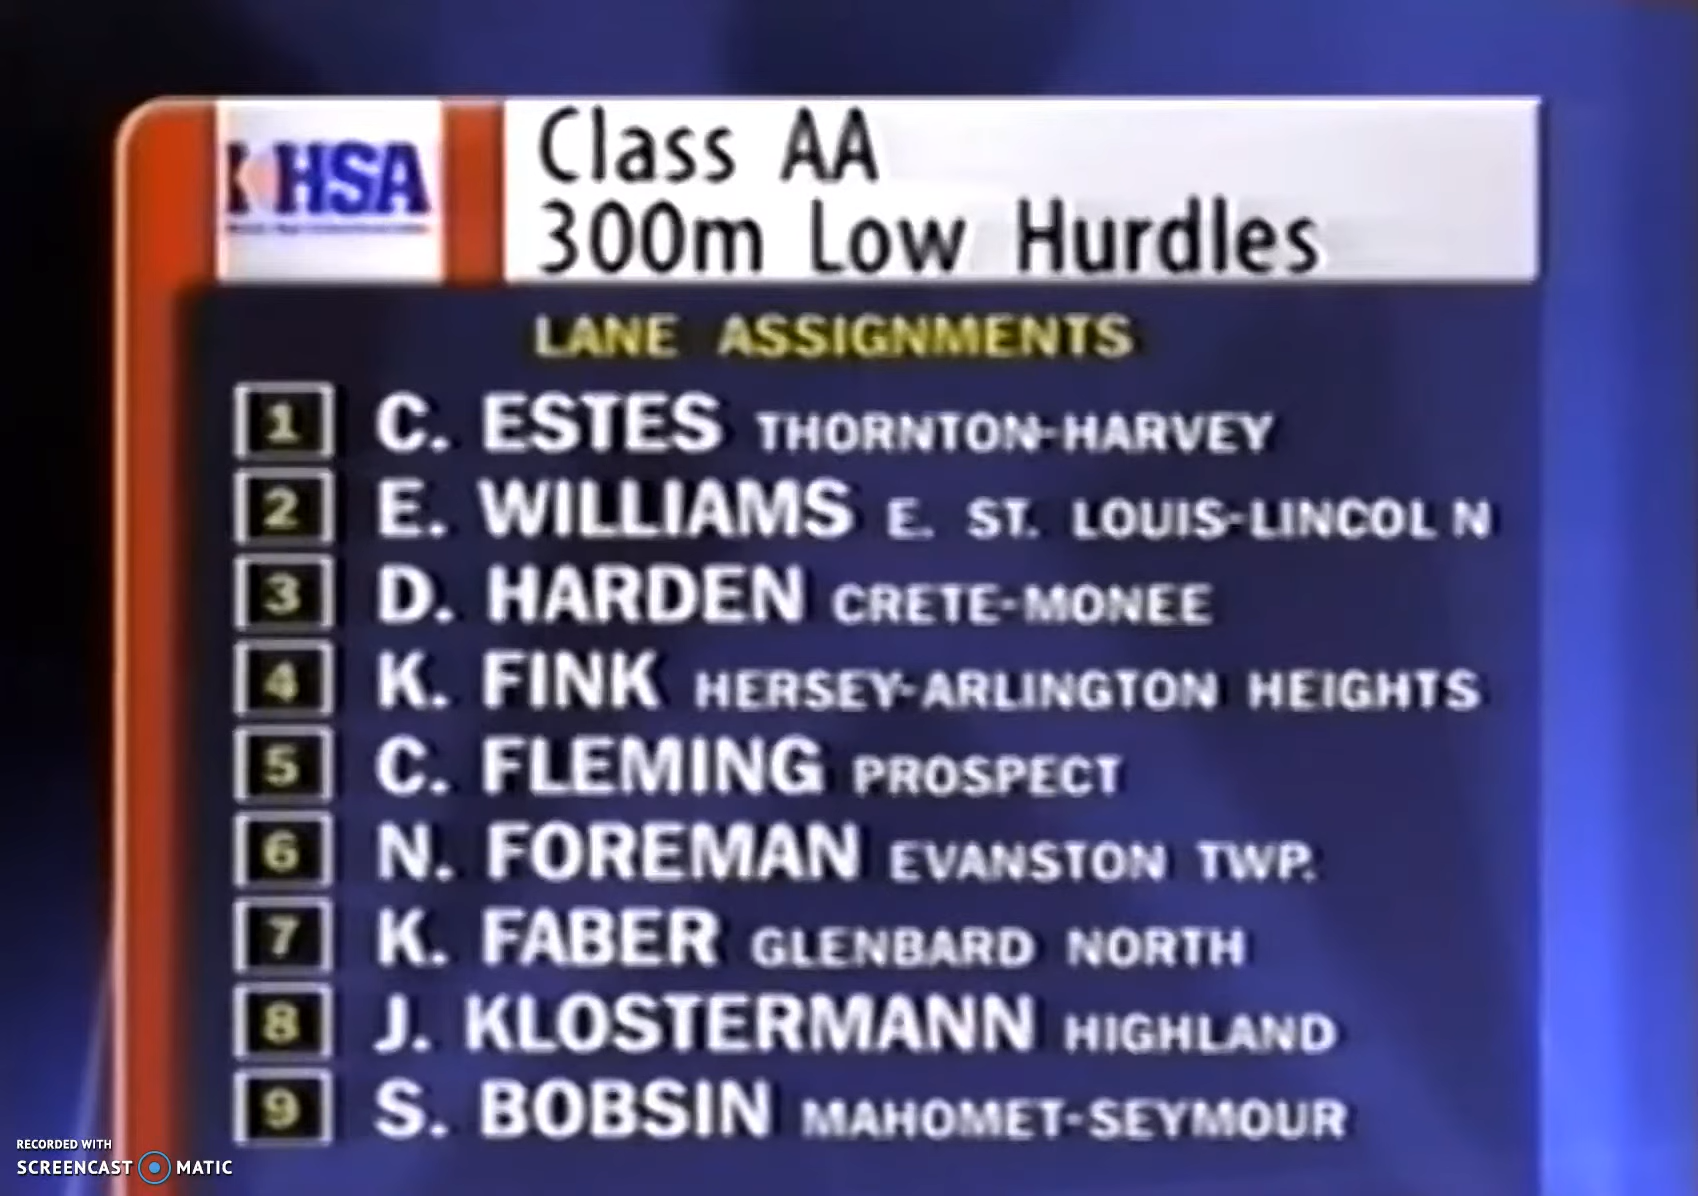 IHSA
Class AA
300m Low Hurdles
LANE ASSIGNMENTS
1 C. ESTES THORNTON-HARVEY
2 E. WILLIAMS E. ST. LOUIS-LINCOL N
3 D. HARDEN CRETE-MONEE
4 K. FINK HERSEY-ARLINGTON HEIGHTS
5 C. FLEMING PROSPECT
6 N. FOREMAN EVANSTON TWP.
7 K. FABER GLENBARD NORTH
8 J. KLOSTERMANN HIGHLAND
9 S. BOBSIN MAHOMET-SEYMOUR
RECORDED WITH
SCREENCAST MATIC